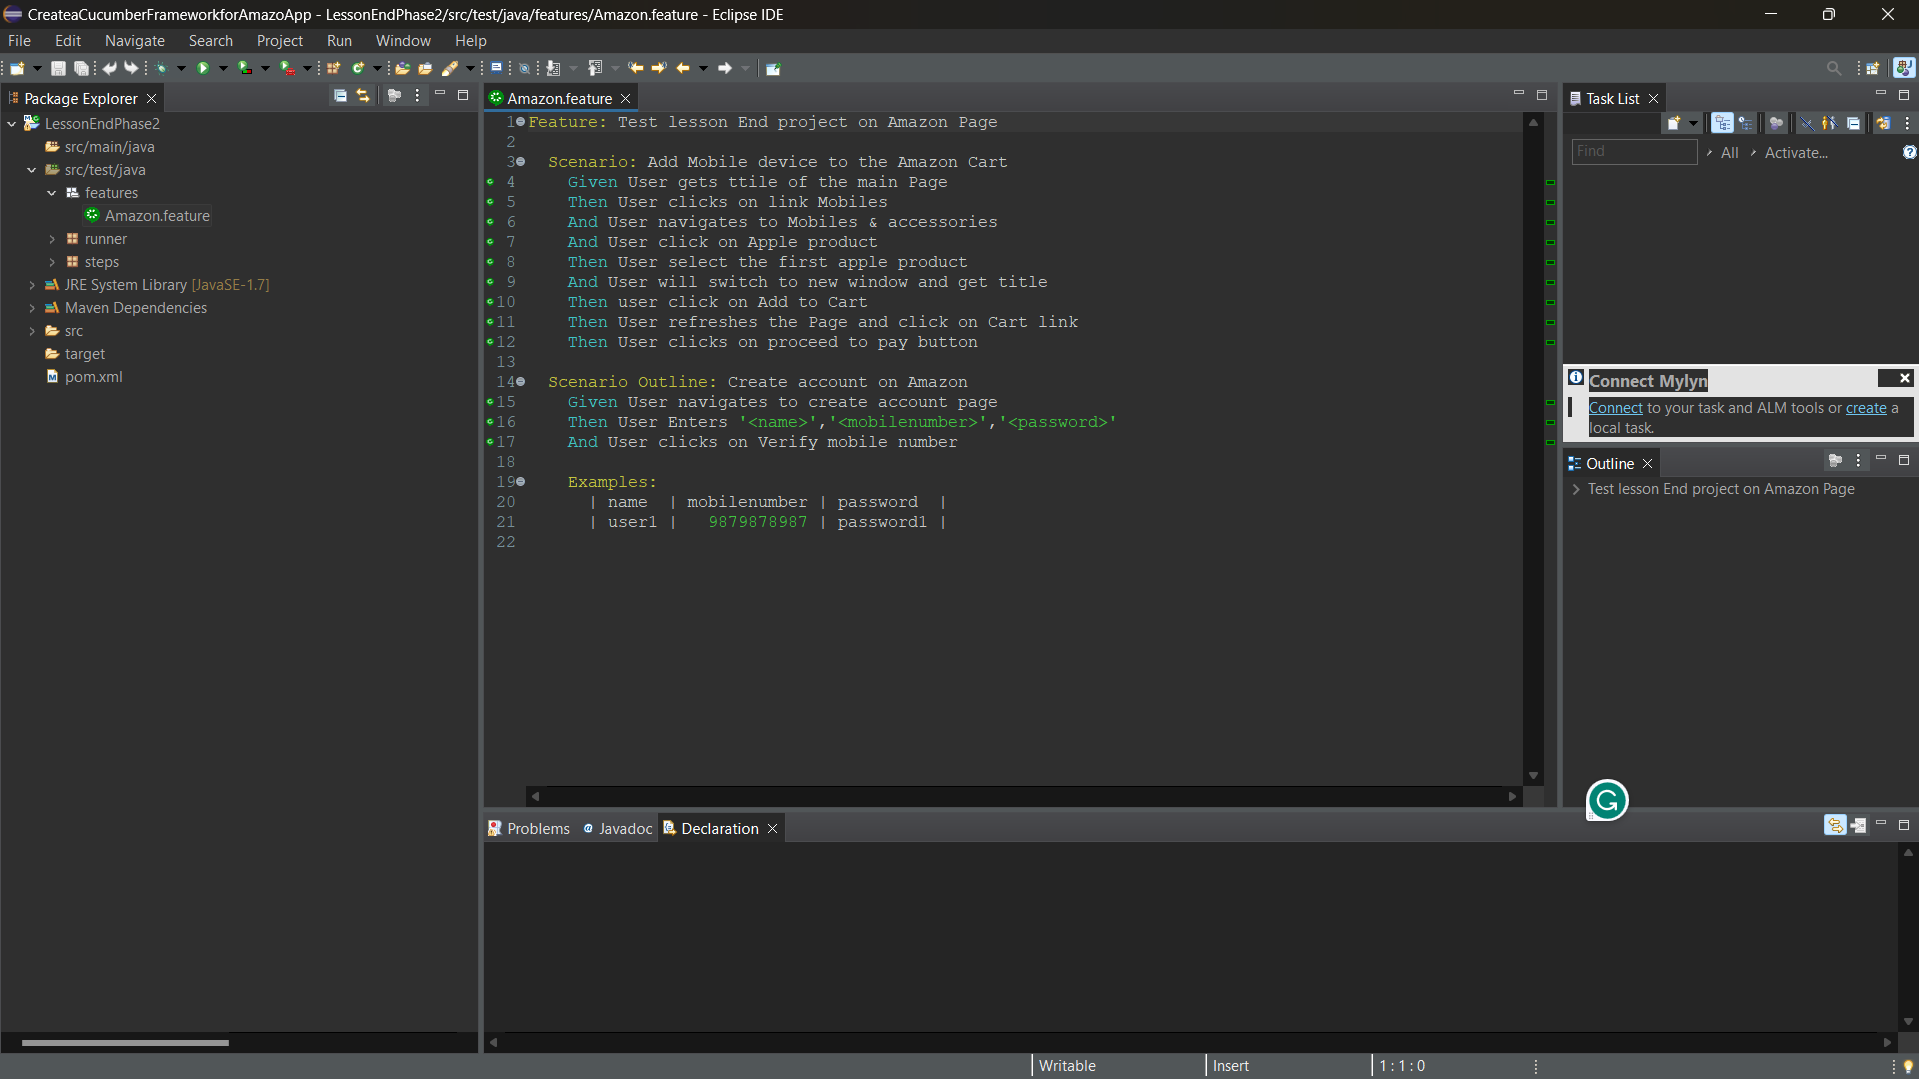 CreateaCucumberFrameworkforAmazoApp - LessonEndPhase2/src/test/java/features/Amazon.feature - Eclipse IDE
File Edit Navigate Search Project Run Window Help
Package Explorer
LessonEndPhase2
src/main/java
src/test/java
features
Amazon.feature
runner
steps
JRE System Library [JavaSE-1.7]
Maven Dependencies
src
target
pom.xml
Amazon.feature
1 Feature: Test lesson End project on Amazon Page
2
3 Scenario: Add Mobile device to the Amazon Cart
4 Given User gets ttile of the main Page
5 Then User clicks on link Mobiles
6 And User navigates to Mobiles & accessories
7 And User click on Apple product
8 Then User select the first apple product
9 And User will switch to new window and get title
10 Then user click on Add to Cart
11 Then User refreshes the Page and click on Cart link
12 Then User clicks on proceed to pay button
13
14 Scenario Outline: Create account on Amazon
15 Given User navigates to create account page
16 Then User Enters '<name>','<mobilenumber>','<password>'
17 And User clicks on Verify mobile number
18
19 Examples:
20 | name | mobilenumber | password |
21 | user1 | 9879878987 | password1 |
22
Task List
Find All Activate...
Connect Mylyn
Connect to your task and ALM tools or create a
local task.
Outline
Test lesson End project on Amazon Page
Problems @ Javadoc Declaration
Writable Insert 1 : 1 : 0